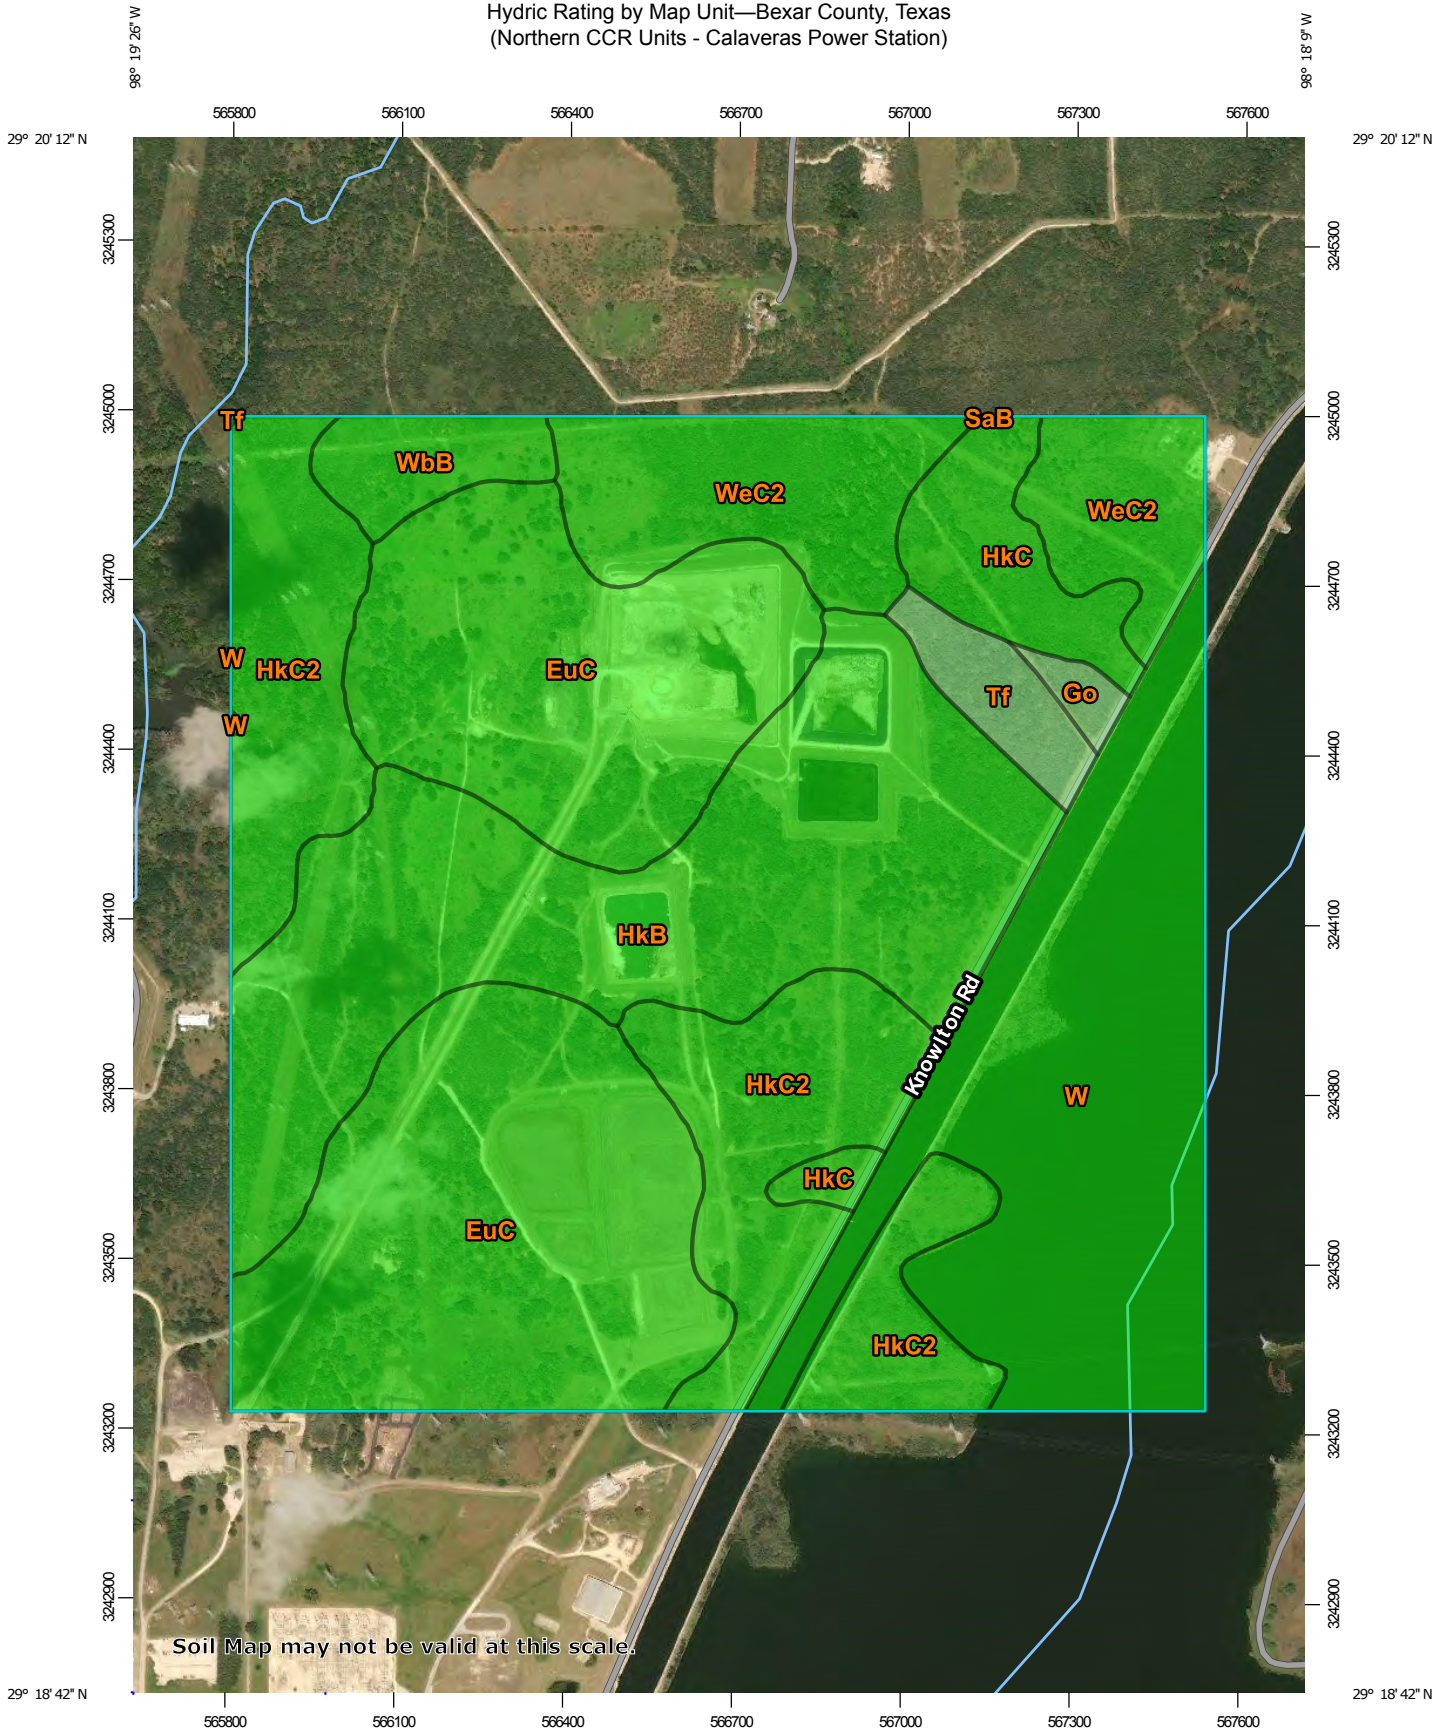 Hydric Rating by Map Unit—Bexar County, Texas
(Northern CCR Units - Calaveras Power Station)
98° 19' 26" W
98° 18' 9" W
565800 566100 566400 566700 567000 567300 567600
29° 20' 12" N
29° 20' 12" N
3245300
3245300
3245000
3245000
Tf
SaB
WbB
WeC2
WeC2
HkC
3244700
3244700
W
HkC2
EuC
Tf
Go
W
3244400
3244400
HkB
3244100
3244100
Knowlton Rd
HkC2
W
3243800
3243800
HkC
EuC
3243500
3243500
HkC2
3243200
3243200
3242900
3242900
Soil Map may not be valid at this scale.
29° 18' 42" N
29° 18' 42" N
565800 566100 566400 566700 567000 567300 567600